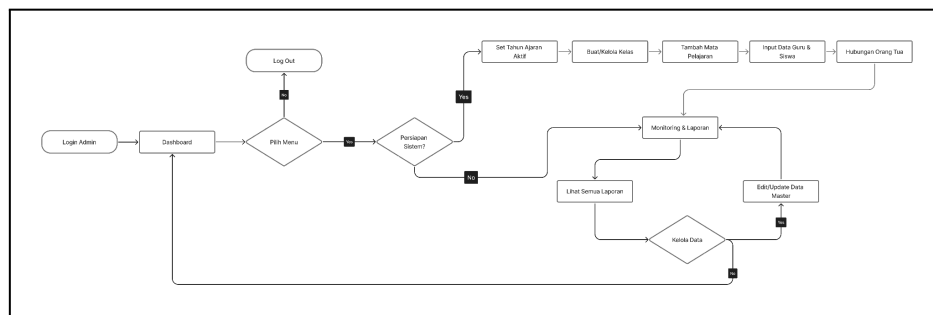 Set Tahun Ajaran
Aktif
Buat/Kelola Kelas
Tambah Mata
Pelajaran
Input Data Guru &
Siswa
Hubungan Orang Tua
Log Out
No
Yes
Login Admin
Dashboard
Pilih Menu
Yes
Persiapan
Sistem?
No
Monitoring & Laporan
Lihat Semua Laporan
Edit/Update Data
Master
Yes
Kelola Data
No